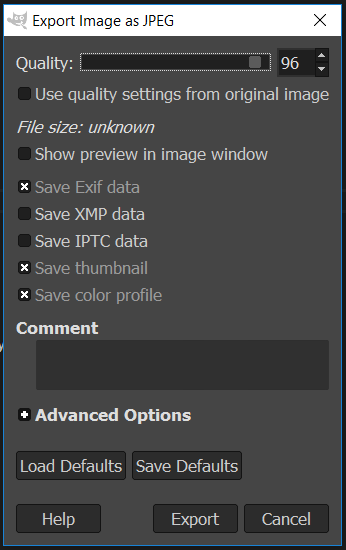 Export Image as JPEG
Quality: 96
Use quality settings from original image
File size: unknown
Show preview in image window
Save Exif data
Save XMP data
Save IPTC data
Save thumbnail
Save color profile
Comment
Advanced Options
Load Defaults Save Defaults
Help Export Cancel